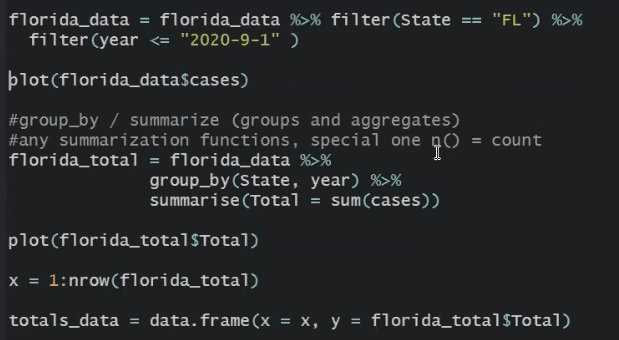 florida_data = florida_data %>% filter(State == "FL") %>%
  filter(year <= "2020-9-1" )
plot(florida_data$cases)
#group_by / summarize (groups and aggregates)
#any summarization functions, special one n() = count
florida_total = florida_data %>%
              group_by(State, year) %>%
              summarise(Total = sum(cases))
plot(florida_total$Total)
x = 1:nrow(florida_total)
totals_data = data.frame(x = x, y = florida_total$Total)